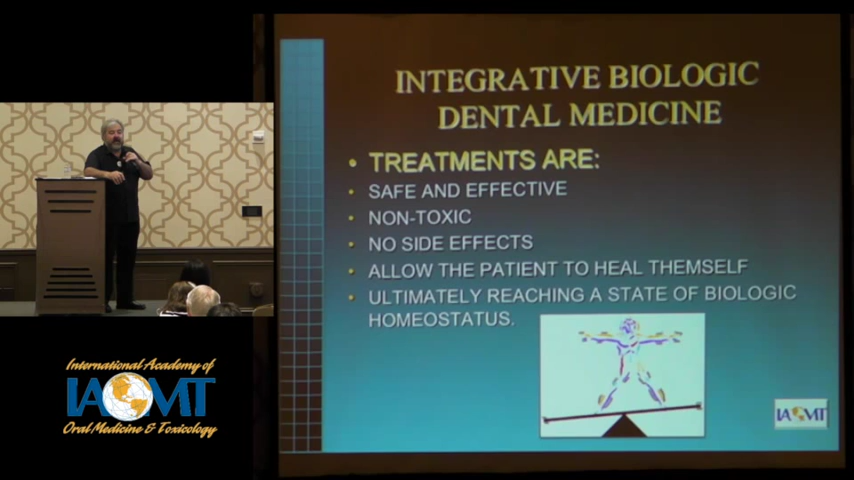 INTEGRATIVE BIOLOGIC
DENTAL MEDICINE
• TREATMENTS ARE:
• SAFE AND EFFECTIVE
• NON-TOXIC
• NO SIDE EFFECTS
• ALLOW THE PATIENT TO HEAL THEMSELF
• ULTIMATELY REACHING A STATE OF BIOLOGIC
HOMEOSTATUS.
IAOMT
International Academy of
IAOMT
Oral Medicine & Toxicology